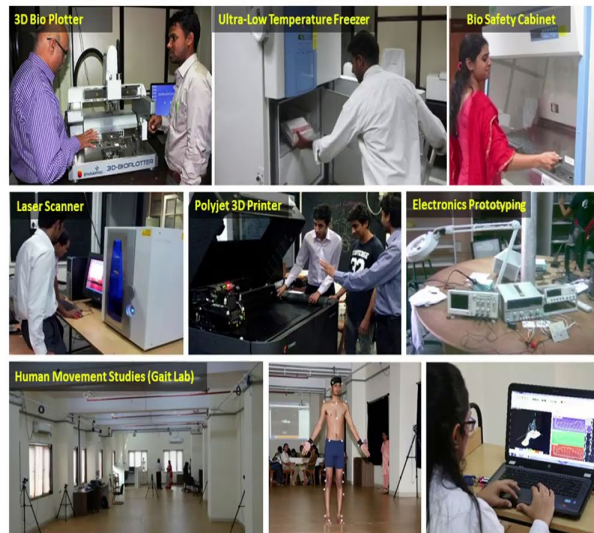 3D Bio Plotter
Ultra-Low Temperature Freezer
Bio Safety Cabinet
3D-BIOPLOTTER
Laser Scanner
Polyjet 3D Printer
Electronics Prototyping
32
Human Movement Studies (Gait Lab)